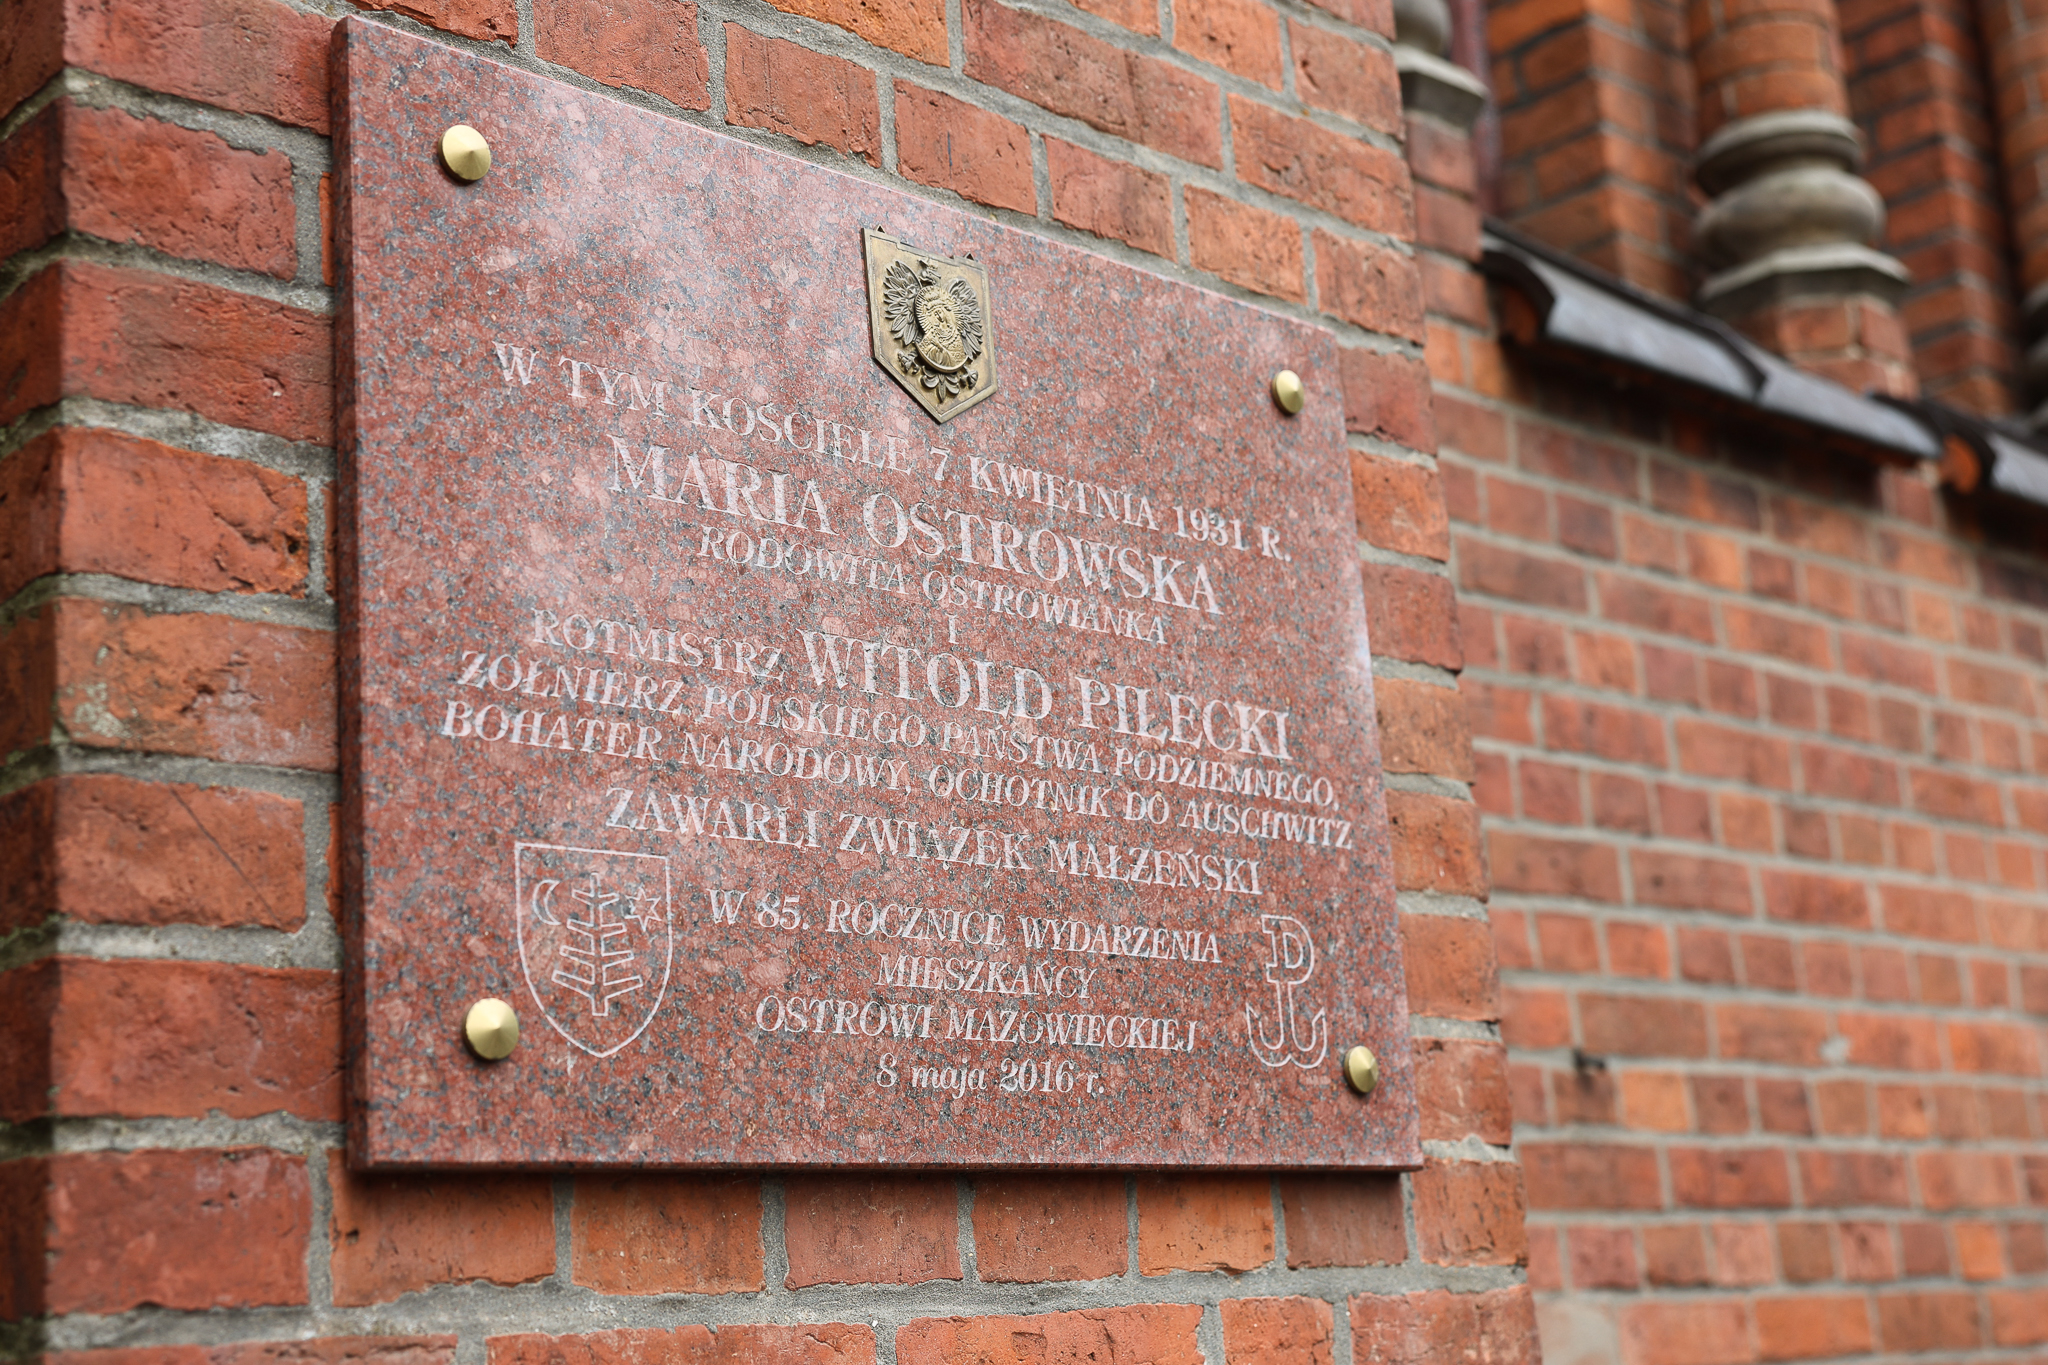 W TYM KOŚCIELE 7 KWIETNIA 1931 R.
MARIA OSTROWSKA
RODOWITA OSTROWIANKA
I
ROTMISTRZ WITOLD PILECKI
ŻOŁNIERZ POLSKIEGO PAŃSTWA PODZIEMNEGO,
BOHATER NARODOWY, OCHOTNIK DO AUSCHWITZ
ZAWARLI ZWIĄZEK MAŁŻEŃSKI
W 85. ROCZNICĘ WYDARZENIA
MIESZKAŃCY
OSTROWI MAZOWIECKIEJ
8 maja 2016 r.